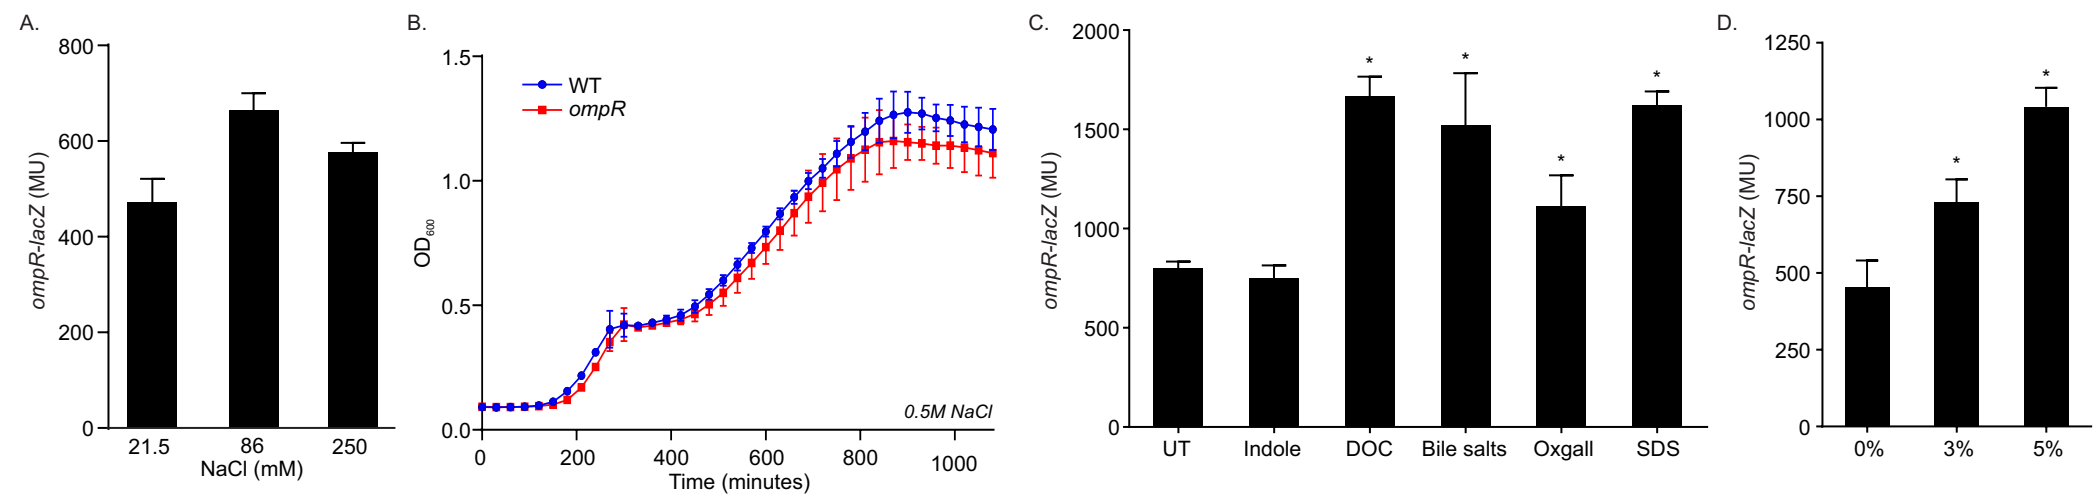 A.
800
600
400
200
0
ompR-lacZ (MU)
21.5 86 250
NaCl (mM)
B.
1.5
1.0
0.5
0.0
OD600
WT
ompR
0.5M NaCl
0 200 400 600 800 1000
Time (minutes)
C.
2000
1500
1000
500
0
ompR-lacZ (MU)
* * * *
UT Indole DOC Bile salts Oxgall SDS
D.
1250
1000
750
500
250
0
ompR-lacZ (MU)
* *
0% 3% 5%